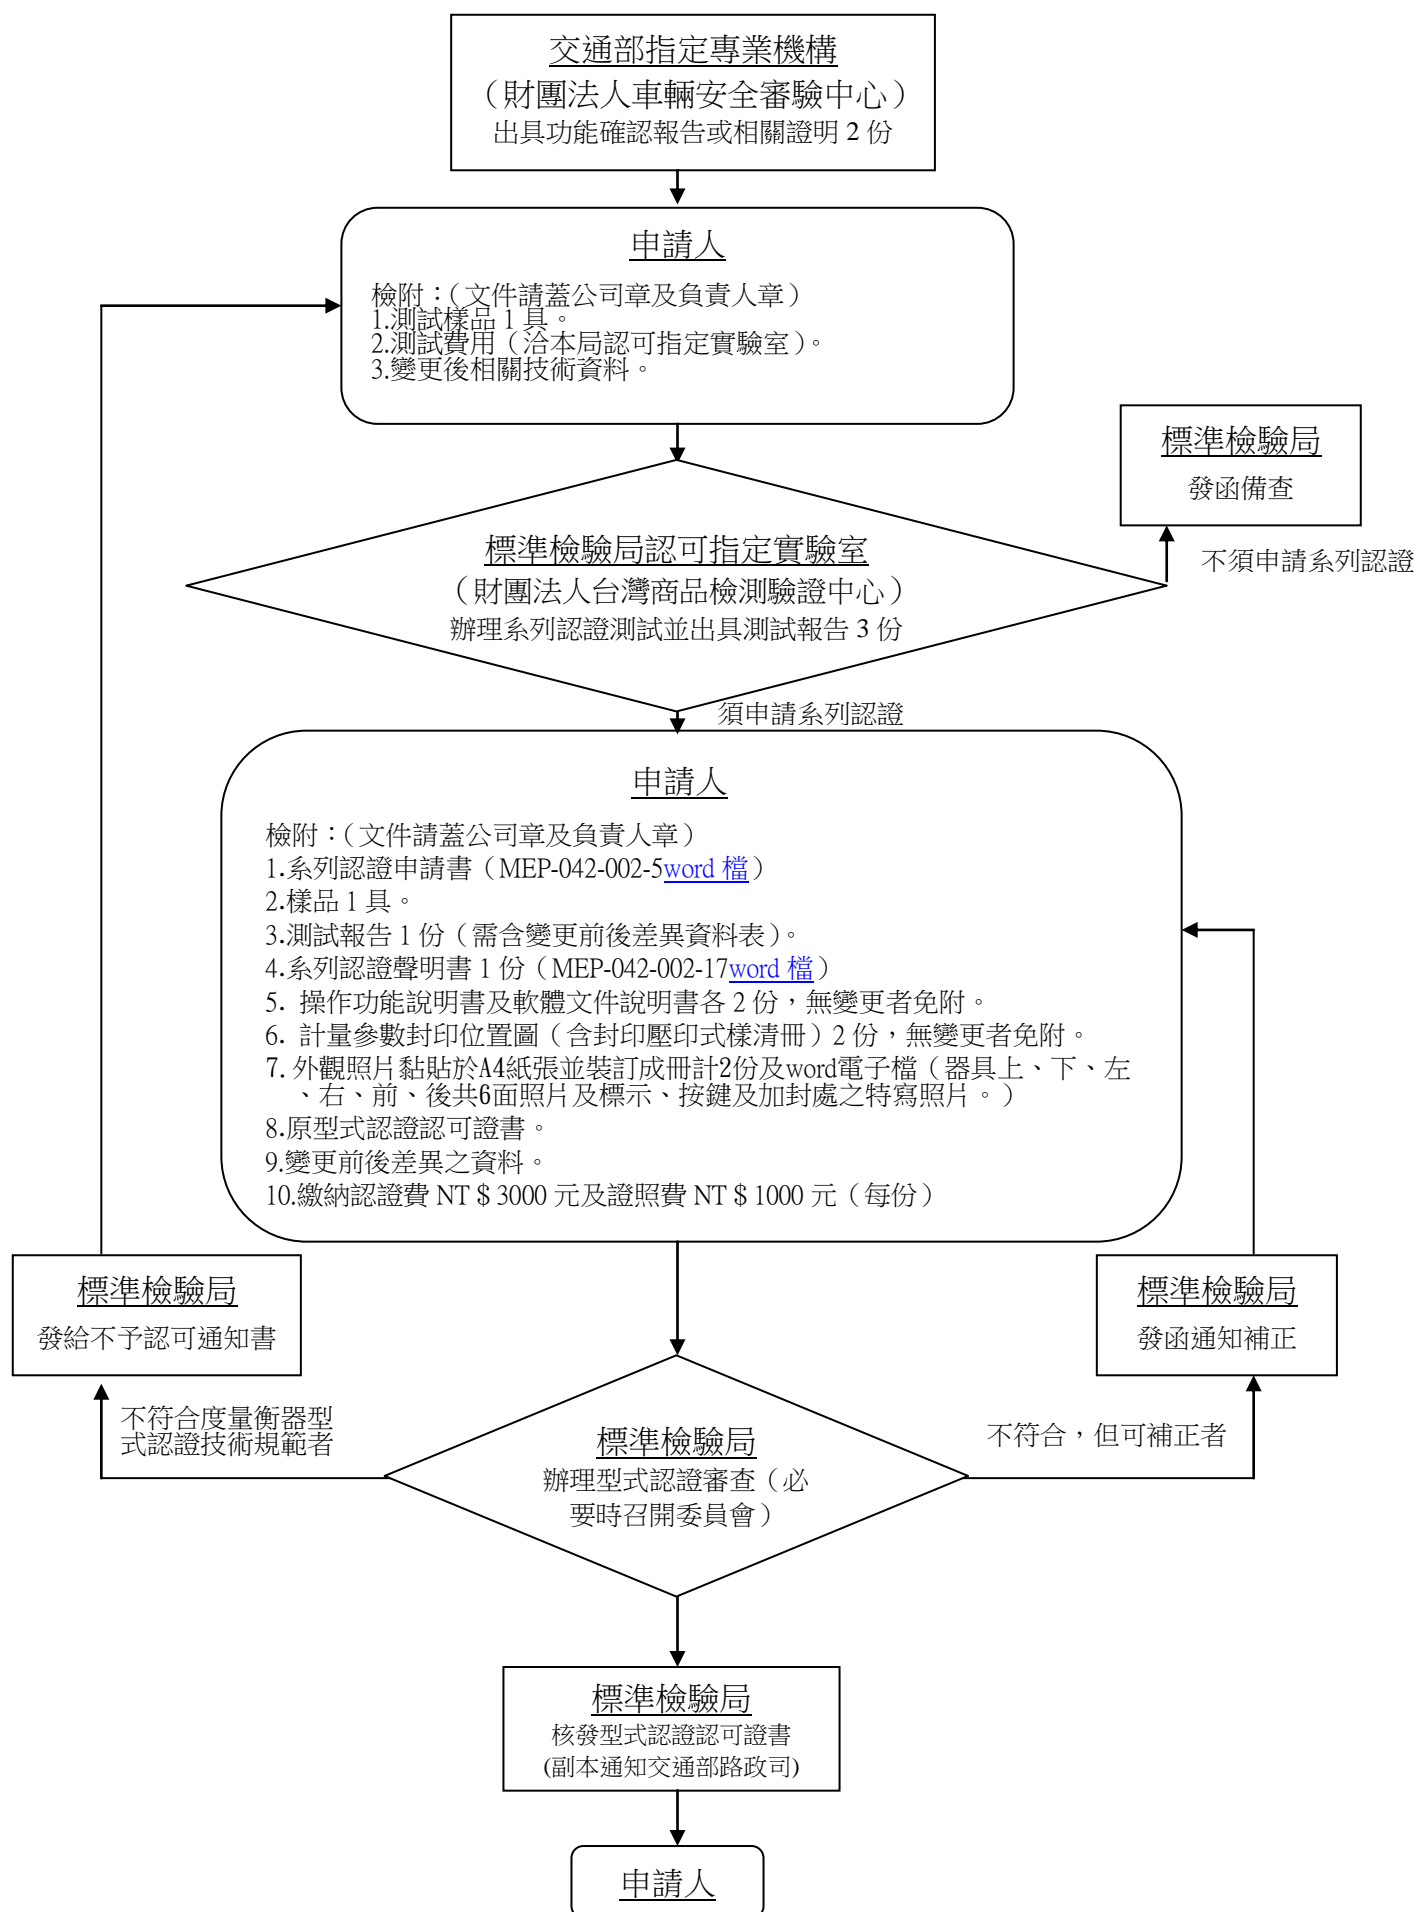 交通部指定專業機構
（財團法人車輛安全審驗中心）
出具功能確認報告或相關證明 2 份
申請人
檢附：（文件請蓋公司章及負責人章）
1.測試樣品 1 具。
2.測試費用（洽本局認可指定實驗室）。
3.變更後相關技術資料。
標準檢驗局
發函備查
不須申請系列認證
標準檢驗局認可指定實驗室
（財團法人台灣商品檢測驗證中心）
辦理系列認證測試並出具測試報告 3 份
須申請系列認證
申請人
檢附：（文件請蓋公司章及負責人章）
1.系列認證申請書（MEP-042-002-5word 檔）
2.樣品 1 具。
3.測試報告 1 份（需含變更前後差異資料表）。
4.系列認證聲明書 1 份（MEP-042-002-17word 檔）
5. 操作功能說明書及軟體文件說明書各 2 份，無變更者免附。
6. 計量參數封印位置圖（含封印壓印式樣清冊）2 份，無變更者免附。
7. 外觀照片黏貼於A4紙張並裝訂成冊計2份及word電子檔（器具上、下、左
、右、前、後共6面照片及標示、按鍵及加封處之特寫照片。）
8.原型式認證認可證書。
9.變更前後差異之資料。
10.繳納認證費 NT＄3000 元及證照費 NT＄1000 元（每份）
標準檢驗局
發給不予認可通知書
標準檢驗局
發函通知補正
不符合度量衡器型
式認證技術規範者
不符合，但可補正者
標準檢驗局
辦理型式認證審查（必
要時召開委員會）
標準檢驗局
核發型式認證認可證書
(副本通知交通部路政司)
申請人